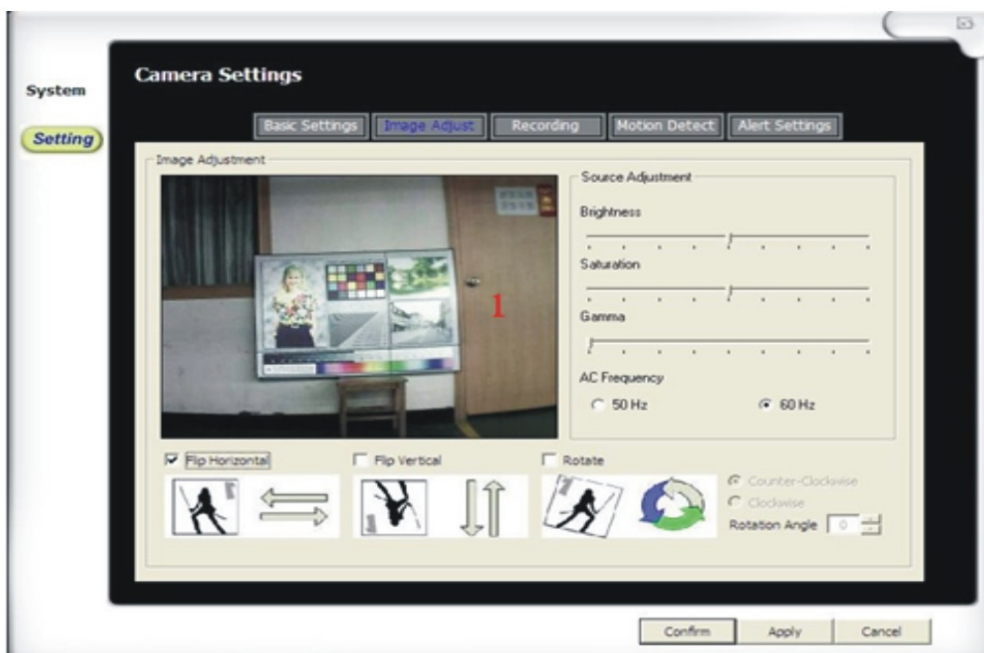 Camera Settings
System
Setting
Basic Settings
Image Adjust
Recording
Motion Detect
Alert Settings
Image Adjustment
1
Source Adjustment
Brightness
Saturation
Gamma
AC Frequency
50 Hz
60 Hz
Flip Horizontal
Flip Vertical
Rotate
Counter-Clockwise
Clockwise
Rotation Angle
0
Confirm
Apply
Cancel